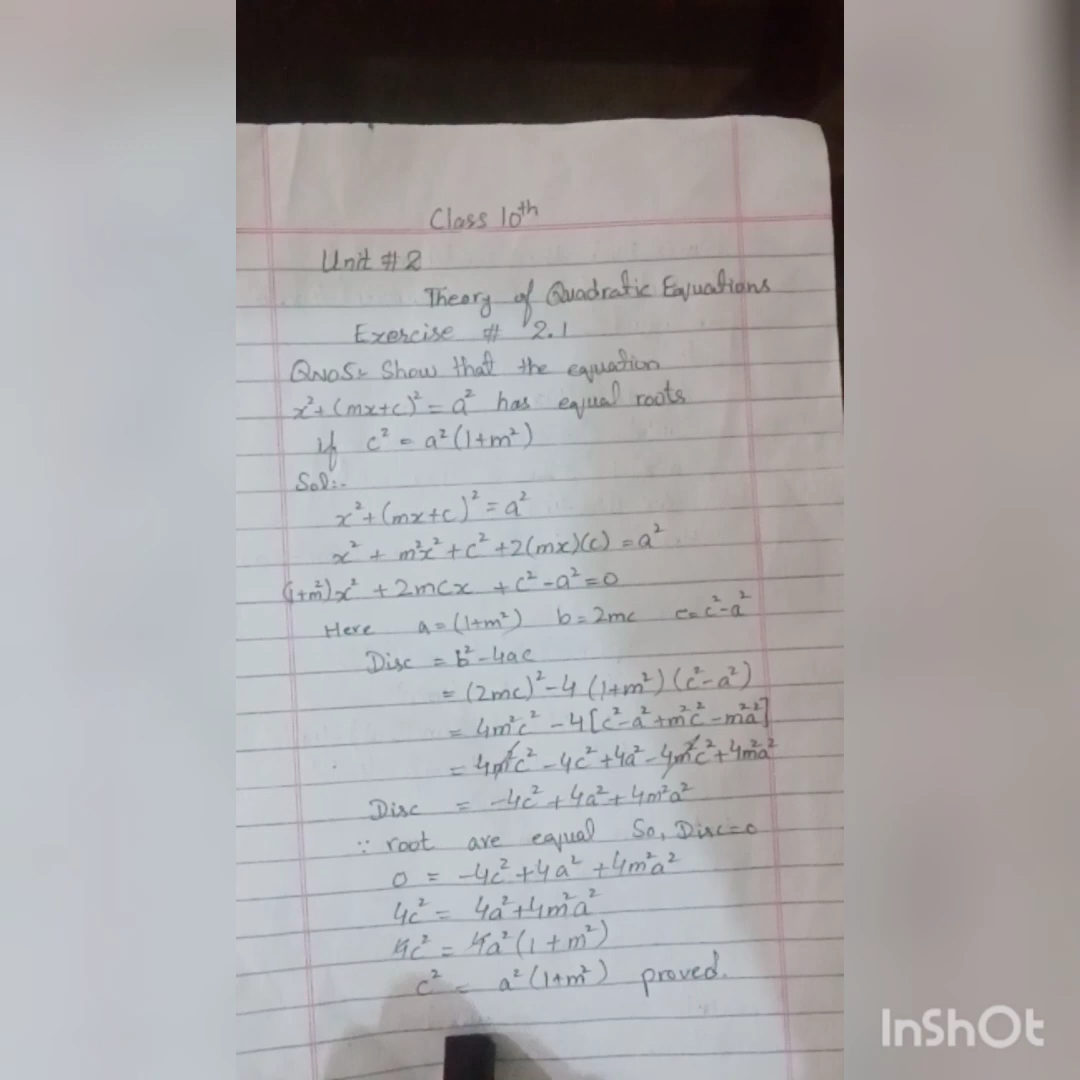 Class 10th
Unit # 2
Theory of Quadratic Equations
Exercise # 2.1
QNO5:- Show that the equation
x²+(mx+c)² = a² has equal roots
if c² = a²(1+m²)
Sol:-
x²+(mx+c)² = a²
x² + m²x² + c² + 2(mx)(c) = a²
(1+m²)x² + 2mcx + c² - a² = 0
Here a = (1+m²) b = 2mc c = c²-a²
Disc = b²-4ac
= (2mc)² - 4 (1+m²) (c²-a²)
= 4m²c² - 4[c²-a²+m²c²-m²a²]
= 4m²c² - 4c² + 4a² - 4m²c² + 4m²a²
Disc = -4c² + 4a² + 4m²a²
∵ root are equal So, Disc=0
0 = -4c² + 4a² + 4m²a²
4c² = 4a² + 4m²a²
4c² = 4a²(1+m²)
c² = a²(1+m²) proved.
InShOt